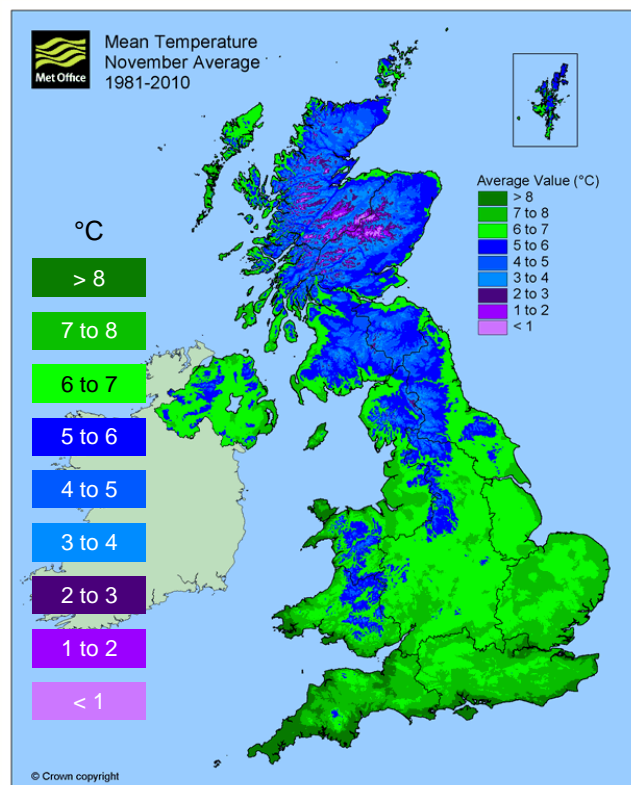 Met Office
Mean Temperature
November Average
1981-2010
Average Value (°C)
> 8
7 to 8
6 to 7
5 to 6
4 to 5
3 to 4
2 to 3
1 to 2
< 1
°C
> 8
7 to 8
6 to 7
5 to 6
4 to 5
3 to 4
2 to 3
1 to 2
< 1
© Crown copyright